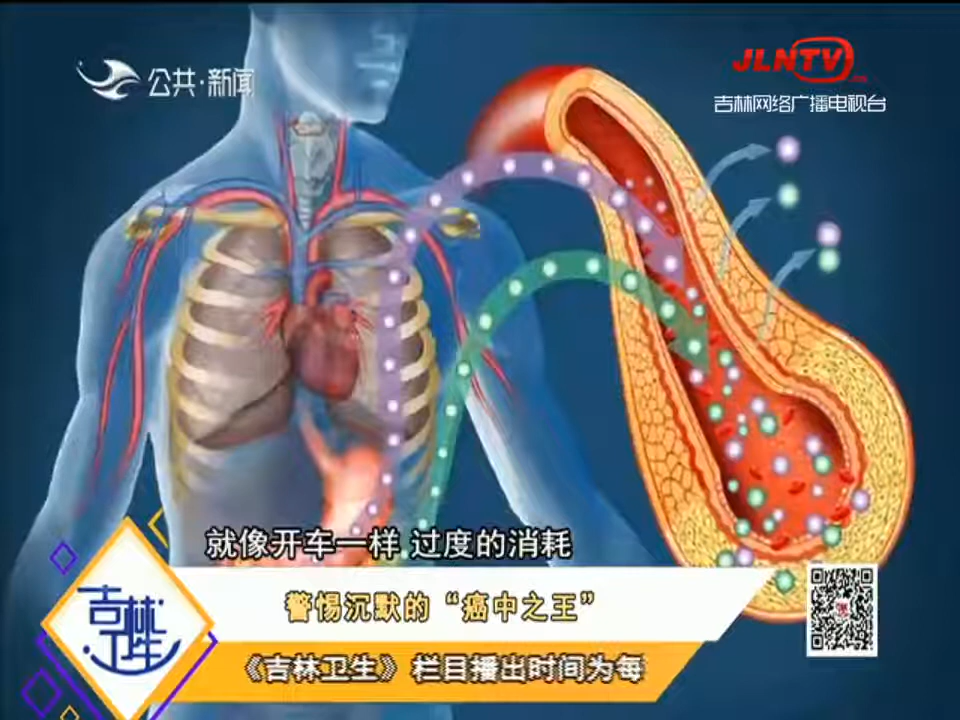 公共·新闻
JLNTV
吉林网络广播电视台
就像开车一样 过度的消耗
警惕沉默的“癌中之王”
吉林
卫生
《吉林卫生》栏目播出时间为每